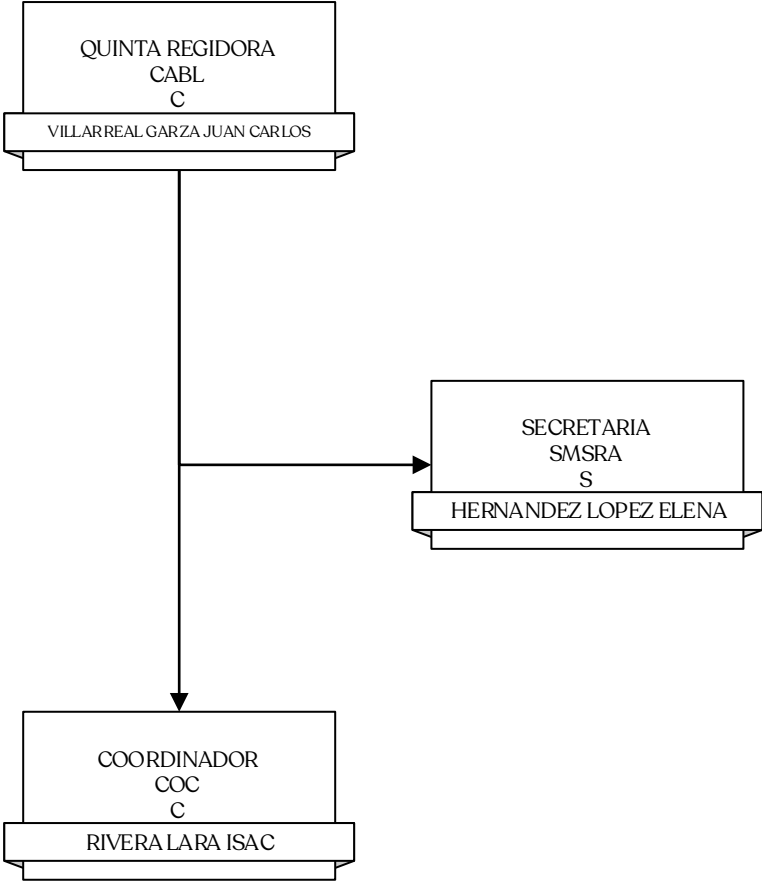 QUINTA REGIDORA
CABL
C
VILLARREAL GARZA JUAN CARLOS
SECRETARIA
SMSRA
S
HERNANDEZ LOPEZ ELENA
COORDINADOR
COC
C
RIVERA LARA ISAC